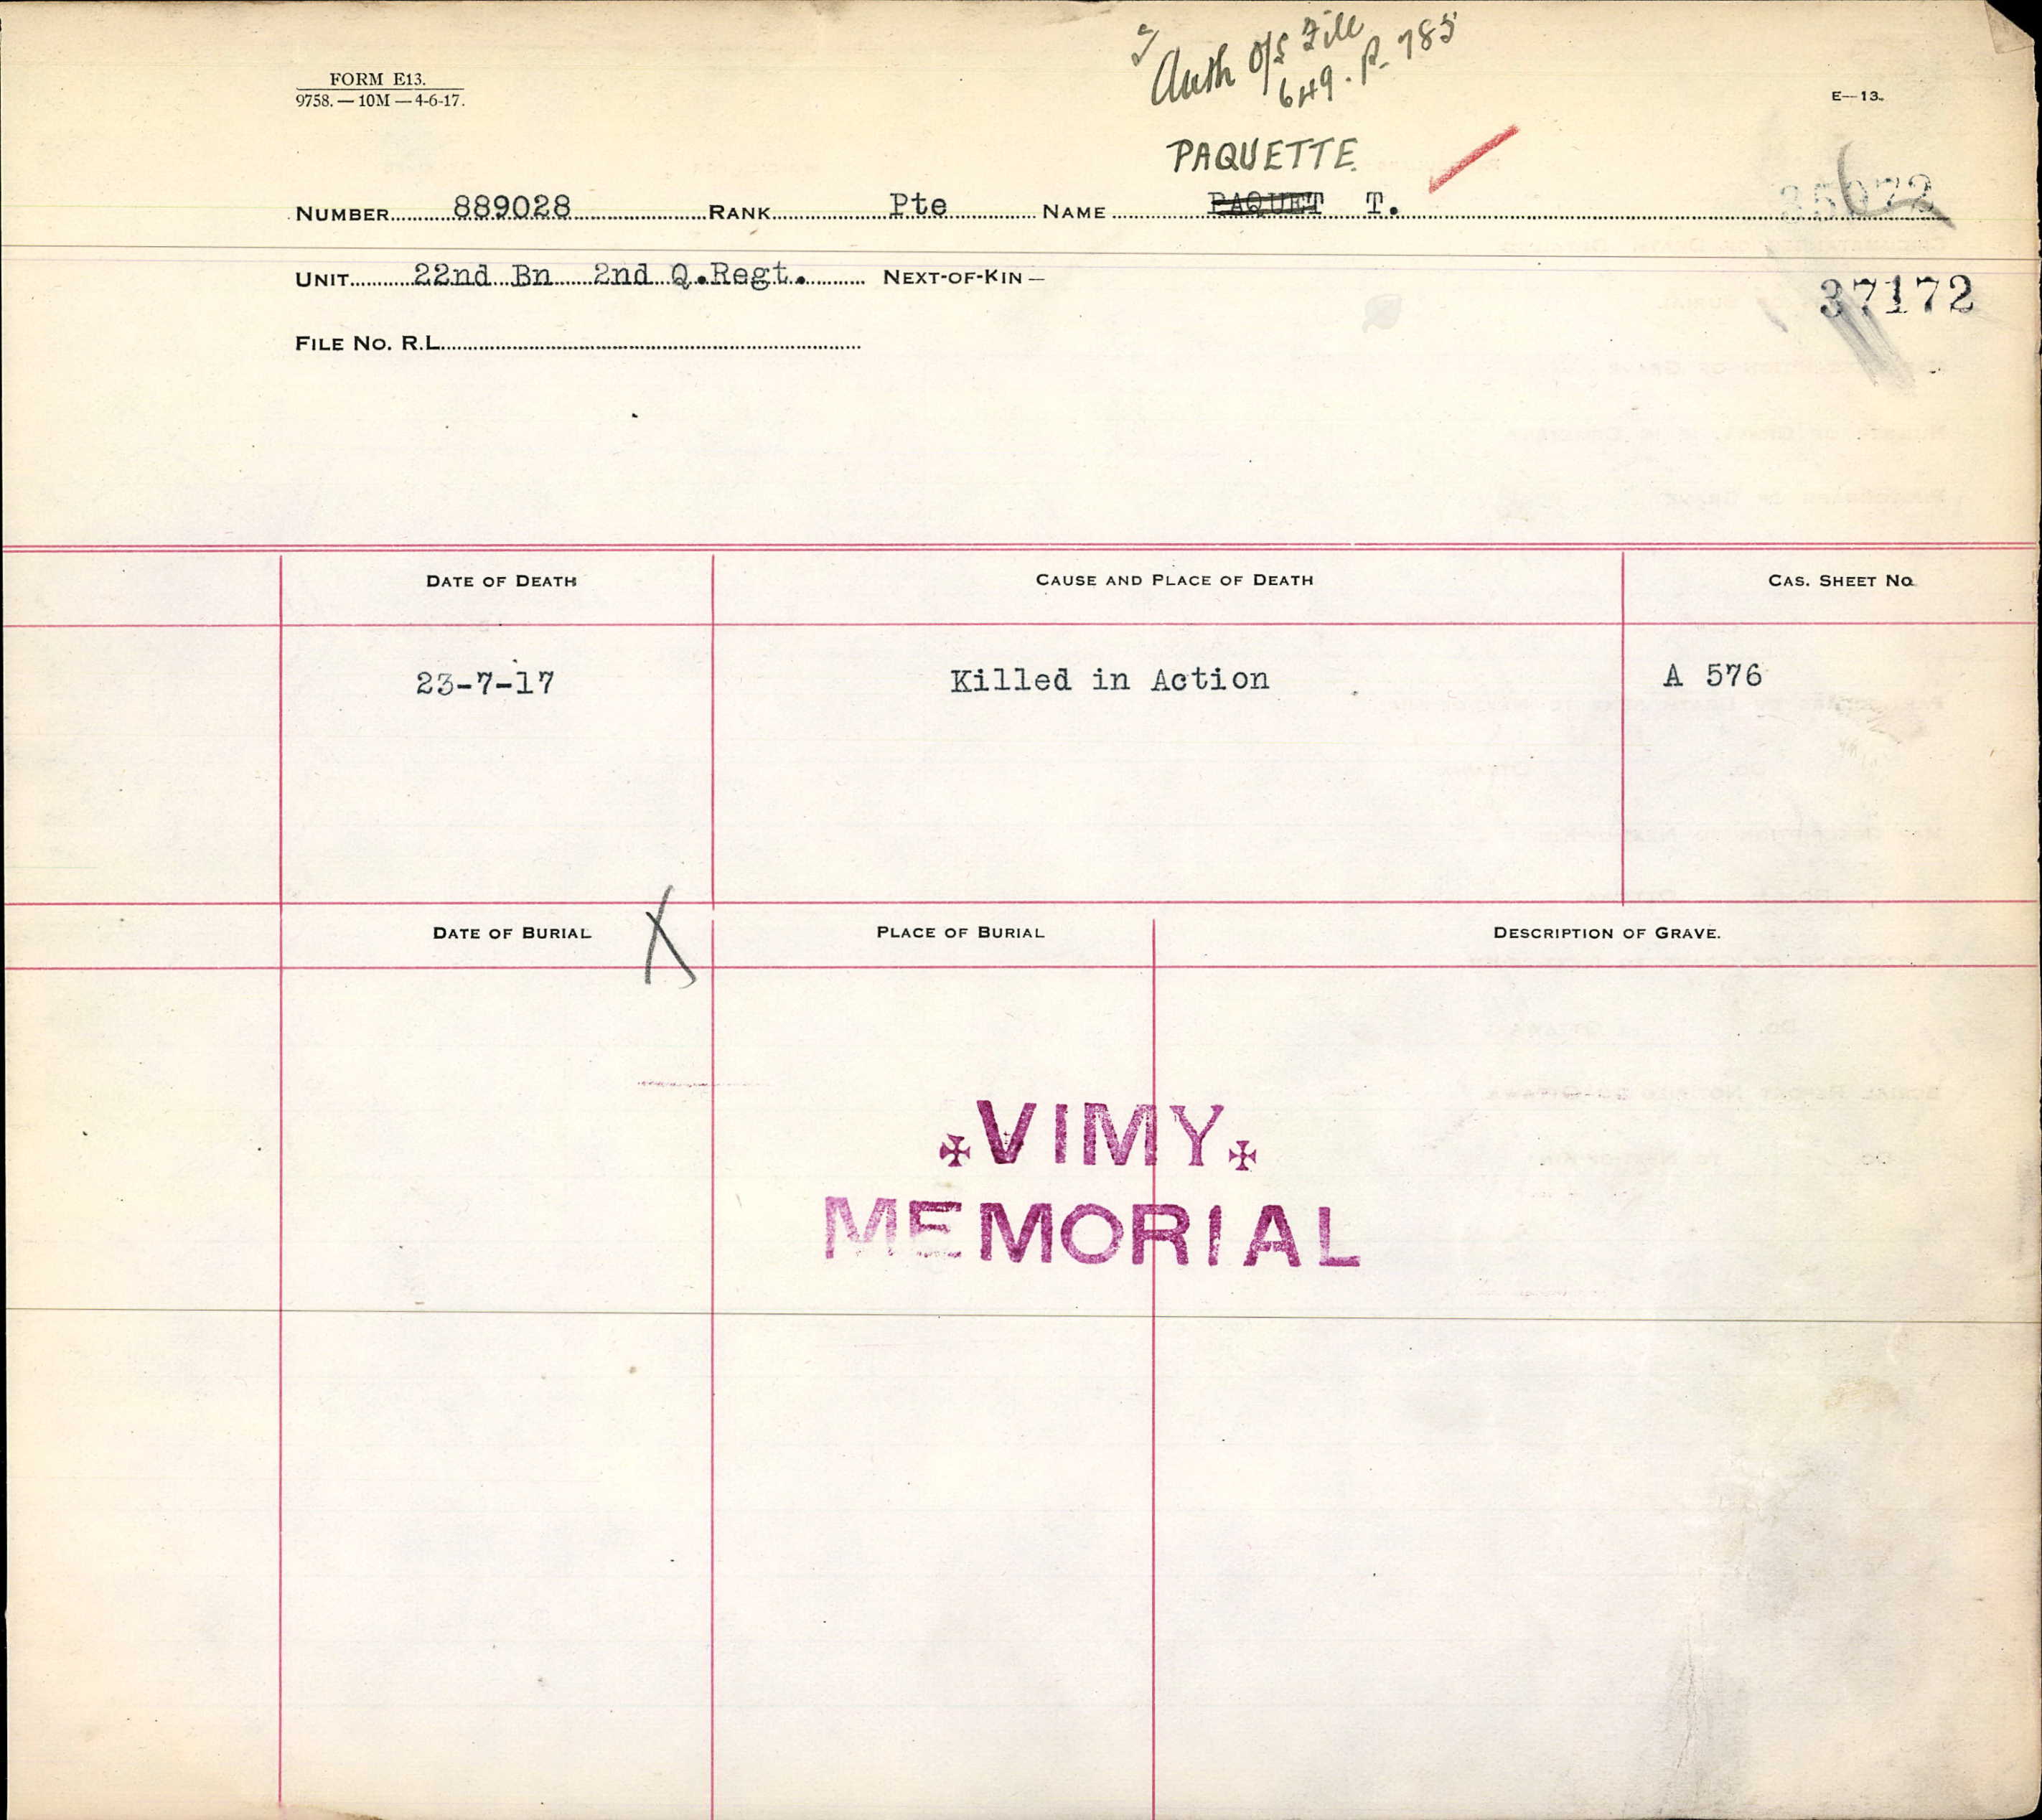 Auth O/S File
649. P. 785
FORM E13.
9758. — 10M — 4-6-17.
E—13.
PAQUETTE
NUMBER 889028 RANK Pte NAME PAQUET T.
35072
UNIT 22nd Bn 2nd Q.Regt. NEXT-OF-KIN —
37172
FILE No. R.L.
DATE OF DEATH CAUSE AND PLACE OF DEATH CAS. SHEET No.
23-7-17 Killed in Action A 576
DATE OF BURIAL X PLACE OF BURIAL DESCRIPTION OF GRAVE.
VIMY
MEMORIAL